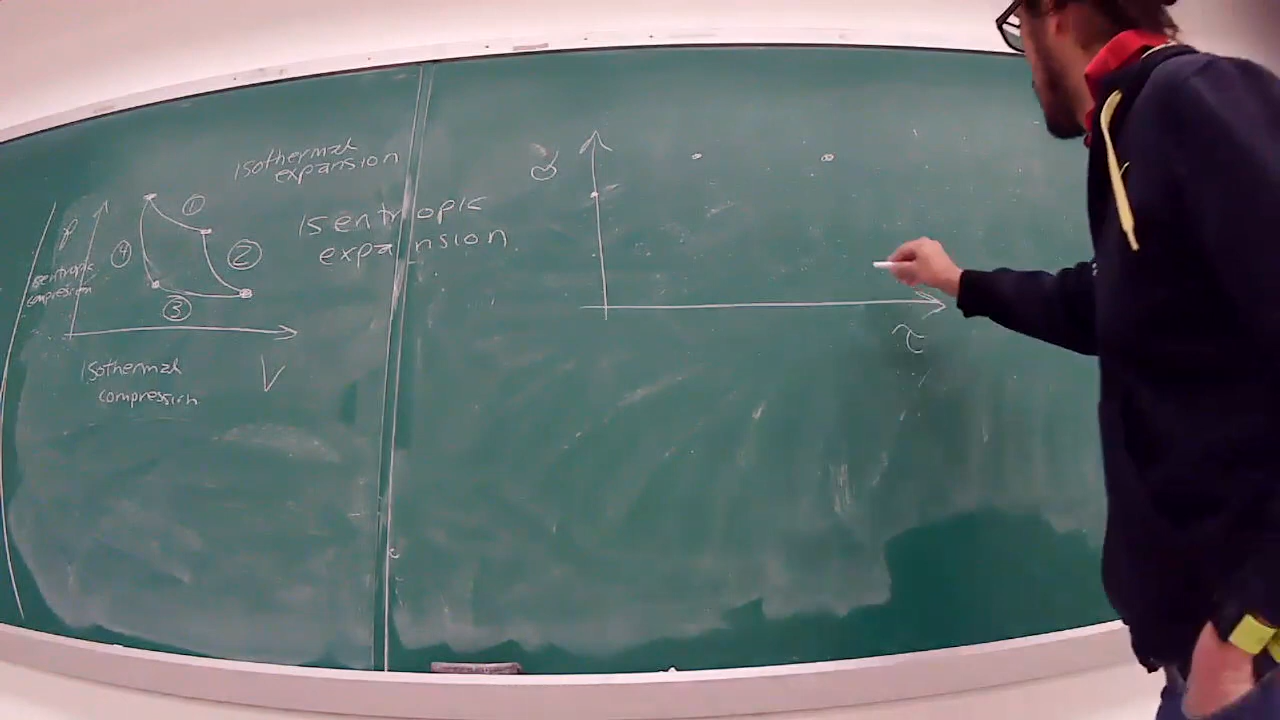 Isothermal
expansion
①
Isentropic
expansion.
P
④
②
isentropic
compression
③
Isothermal
compression
V
τ